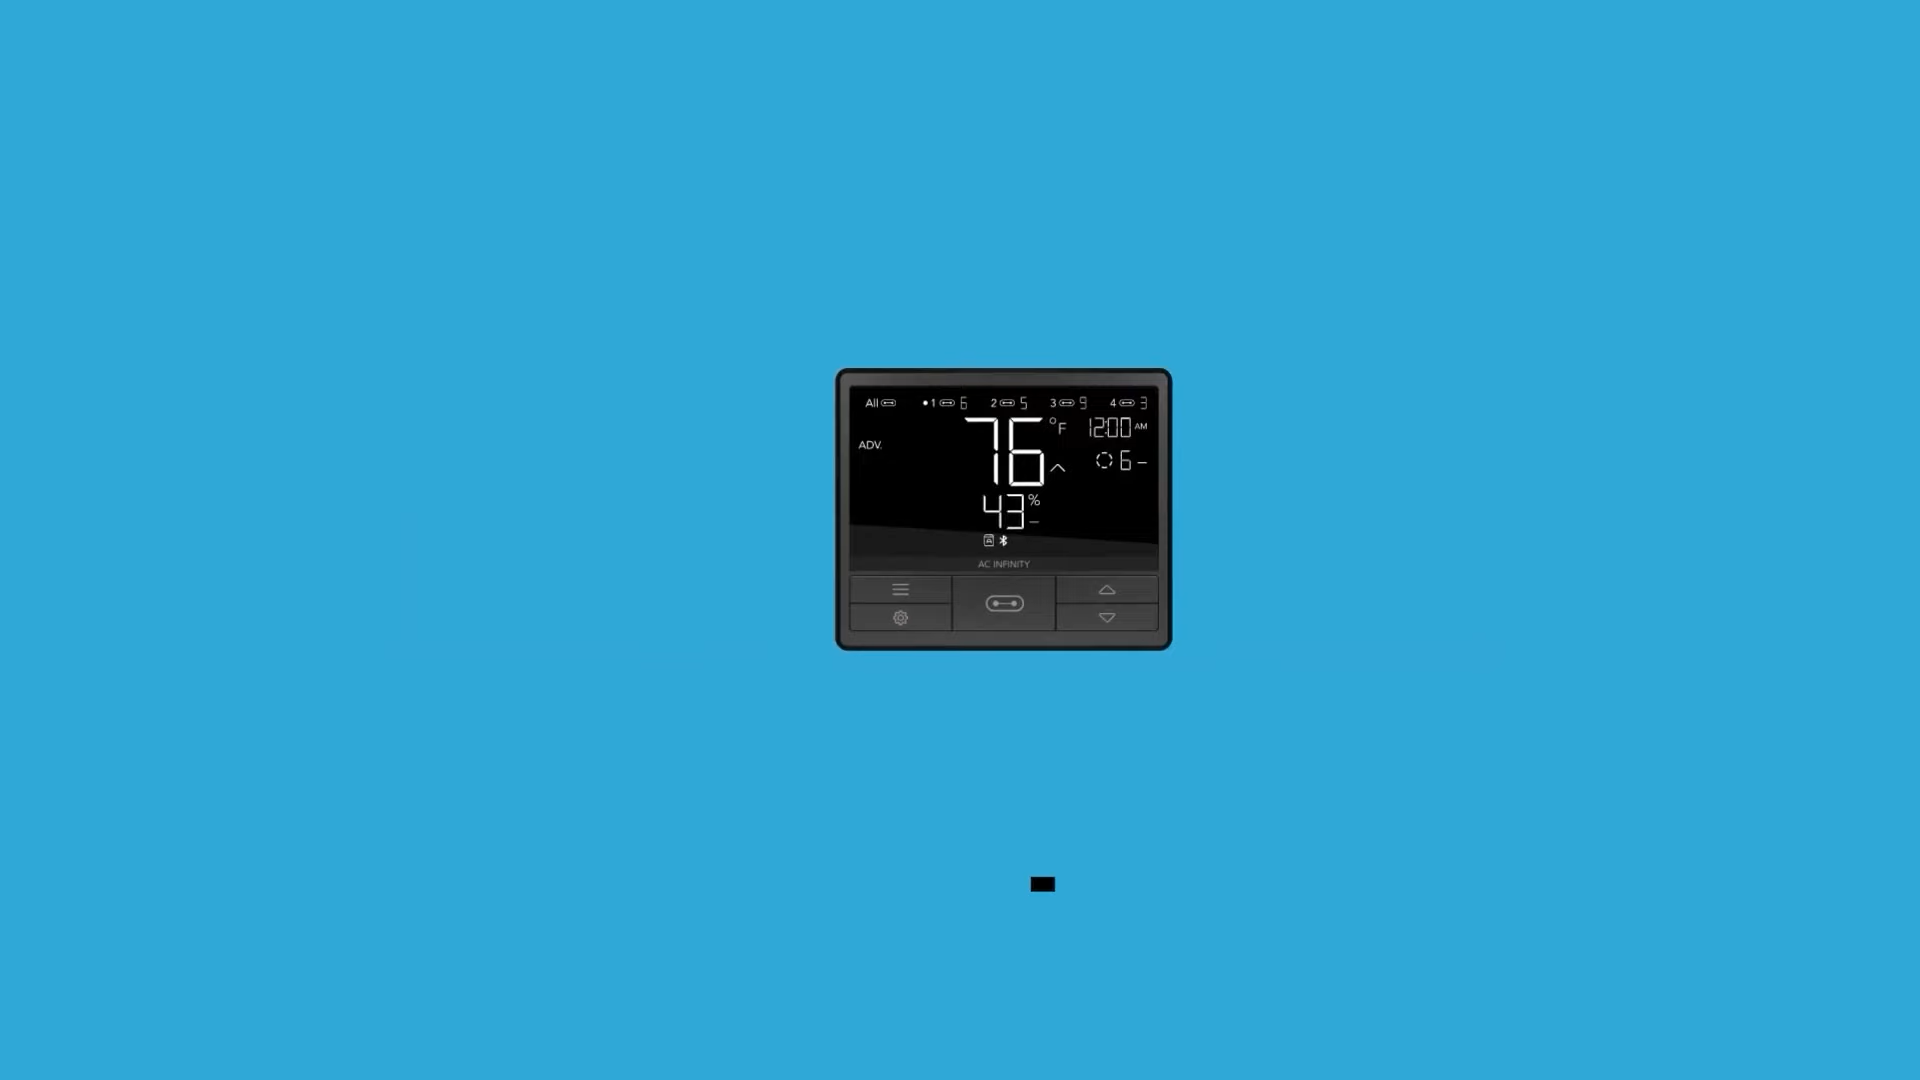 All 1 6 2 5 3 9 4 3
76 °F 12:00 AM
ADV.
6 –
43 %
AC INFINITY